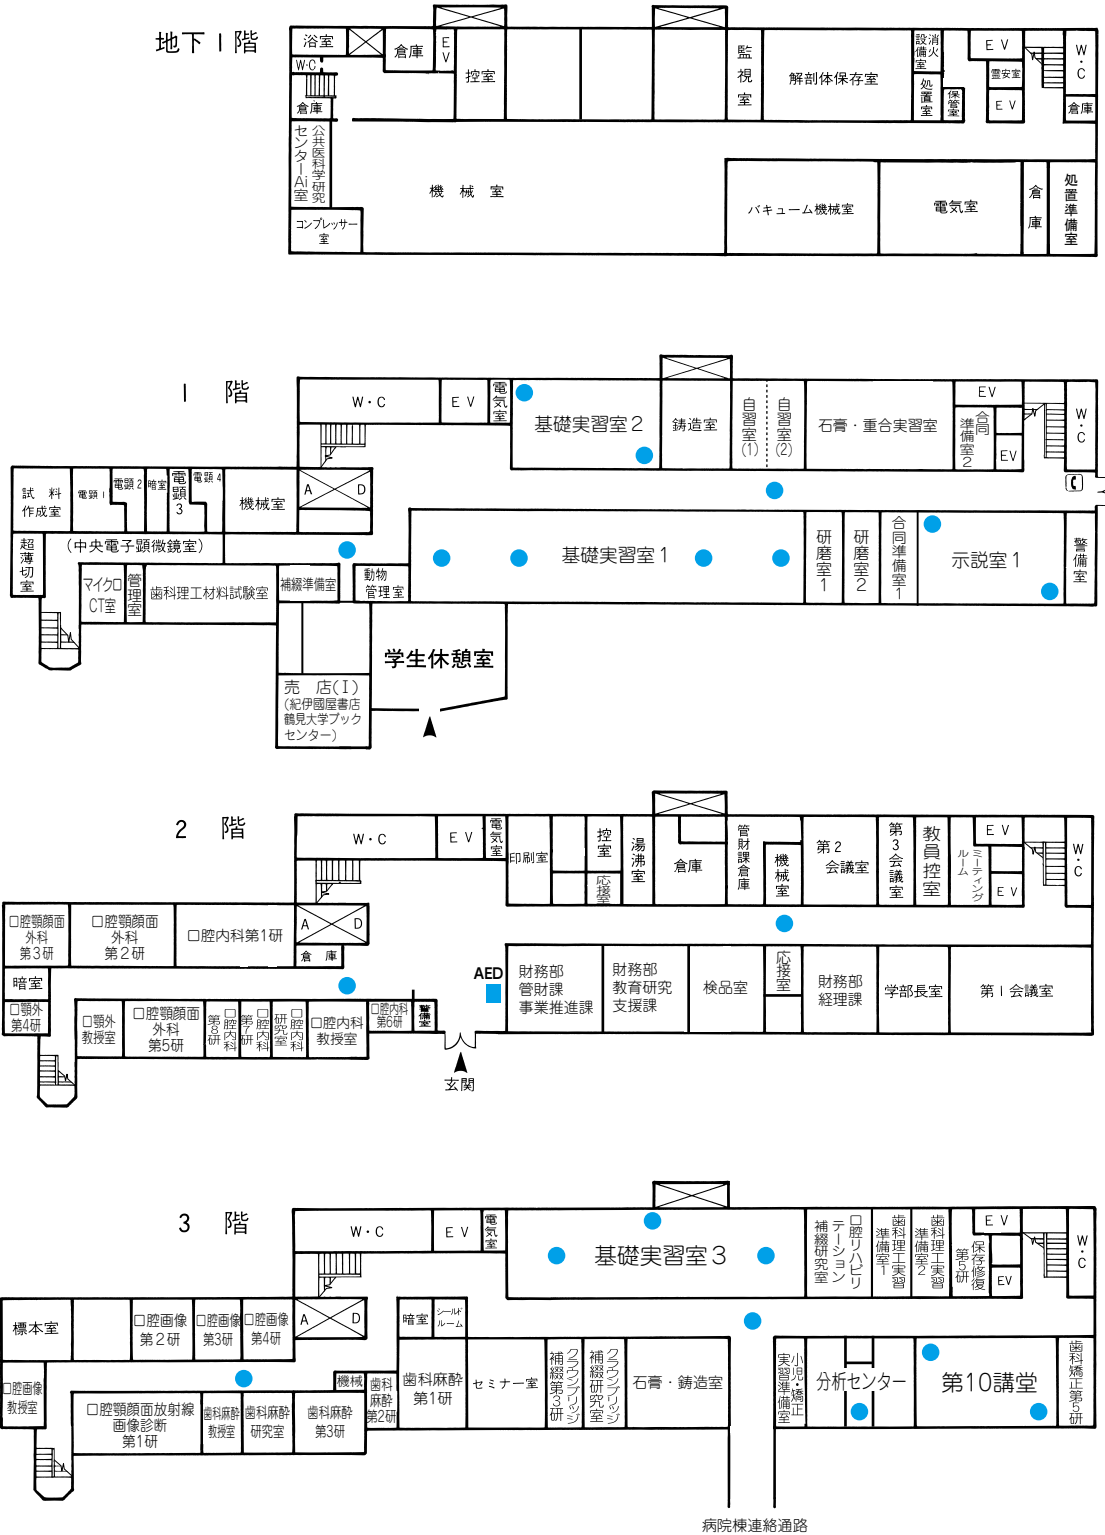 地下1階
浴室
W·C
倉庫
倉庫
EV
控室
監視室
解剖体保存室
消火
設備室
処置室
保管室
EV
霊安室
EV
W·C
倉庫
公共医科学研究
センターAi室
コンプレッサー
室
機械室
バキューム機械室
電気室
倉庫
処置準備室
1階
W·C
EV
電気室
基礎実習室2
鋳造室
自習室(1)
自習室(2)
石膏・重合実習室
EV
合同
準備室2
EV
W·C
試料
作成室
電顕1
電顕2
暗室
電顕3
電顕4
機械室
A D
超薄切室
(中央電子顕微鏡室)
マイクロ
CT室
管理室
歯科理工材料試験室
補綴準備室
動物
管理室
基礎実習室1
研磨室1
研磨室2
合同準備室1
示説室1
警備室
学生休憩室
売店(I)
(紀伊國屋書店
鶴見大学ブック
センター)
2階
W·C
EV
電気室
印刷室
控室
応接室
湯沸室
倉庫
管財課倉庫
機械室
第2
会議室
第3会議室
教員控室
ミーティング
ルーム
EV
EV
W·C
口腔顎顔面
外科
第3研
口腔顎顔面
外科
第2研
口腔内科第1研
A D
倉庫
暗室
口顎外
第4研
口顎外
教授室
口腔顎顔面
外科
第5研
口腔内科
第8研
口腔内科
第7研
口腔内科
研究室
口腔内科
教授室
口腔内科
第6研
警備室
AED
玄関
財務部
管財課
事業推進課
財務部
教育研究
支援課
検品室
応接室
財務部
経理課
学部長室
第1会議室
3階
W·C
EV
電気室
基礎実習室3
口腔リハビリ
テーション
補綴研究室
歯科理工実習
準備室1
歯科理工実習
準備室2
保存修復
第5研
EV
EV
W·C
標本室
口腔画像
第2研
口腔画像
第3研
口腔画像
第4研
A D
暗室
シールド
ルーム
口腔画像
教授室
口腔顎顔面放射線
画像診断
第1研
歯科麻酔
教授室
歯科麻酔
研究室
歯科麻酔
第3研
機械
歯科
麻酔
第2研
歯科麻酔
第1研
セミナー室
クラウンブリッジ
補綴第3研
クラウンブリッジ
補綴研究室
石膏・鋳造室
小児・矯正
実習準備室
分析センター
第10講堂
歯科矯正第5研
病院棟連絡通路